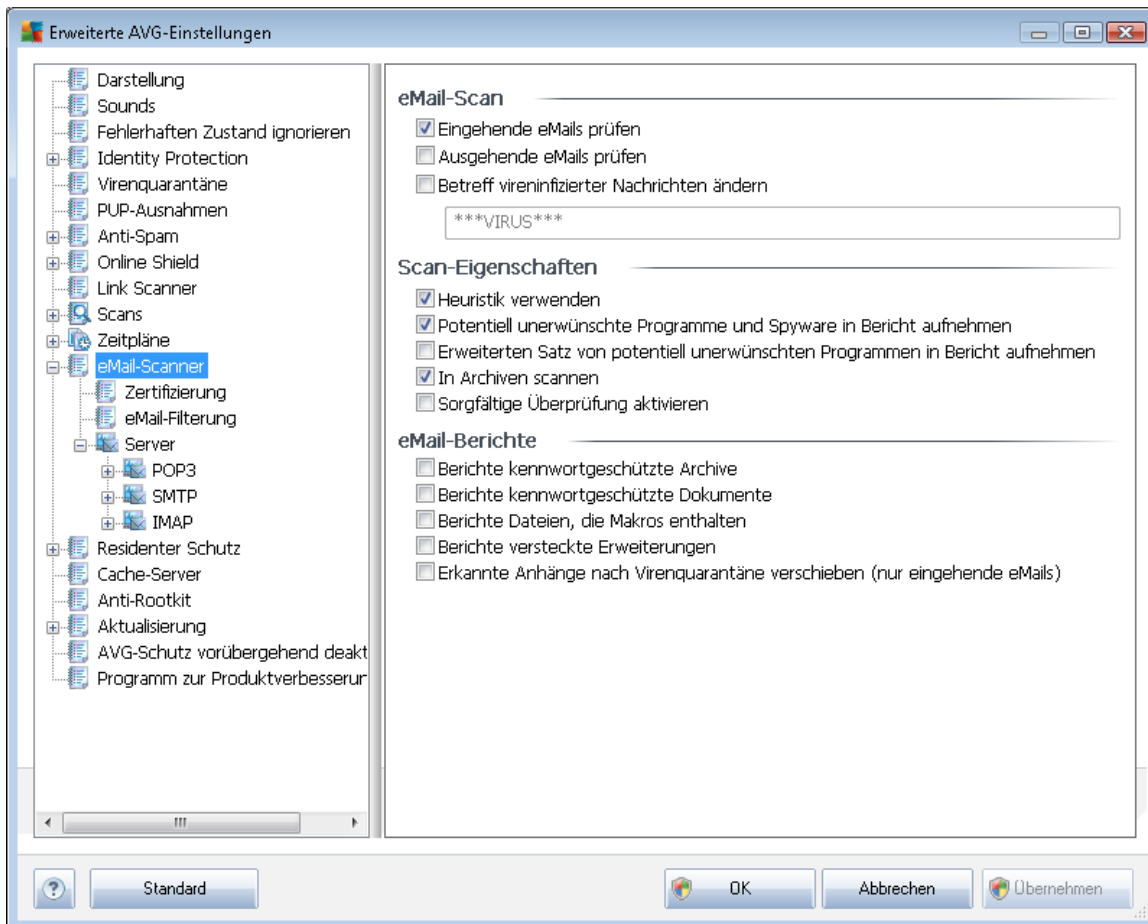 Erweiterte AVG-Einstellungen
Darstellung
Sounds
Fehlerhaften Zustand ignorieren
Identity Protection
Virenquarantäne
PUP-Ausnahmen
Anti-Spam
Online Shield
Link Scanner
Scans
Zeitpläne
eMail-Scanner
Zertifizierung
eMail-Filterung
Server
POP3
SMTP
IMAP
Residenter Schutz
Cache-Server
Anti-Rootkit
Aktualisierung
AVG-Schutz vorübergehend deakt
Programm zur Produktverbesserur
eMail-Scan
Eingehende eMails prüfen
Ausgehende eMails prüfen
Betreff vireninfizierter Nachrichten ändern
***VIRUS***
Scan-Eigenschaften
Heuristik verwenden
Potentiell unerwünschte Programme und Spyware in Bericht aufnehmen
Erweiterten Satz von potentiell unerwünschten Programmen in Bericht aufnehmen
In Archiven scannen
Sorgfältige Überprüfung aktivieren
eMail-Berichte
Berichte kennwortgeschützte Archive
Berichte kennwortgeschützte Dokumente
Berichte Dateien, die Makros enthalten
Berichte versteckte Erweiterungen
Erkannte Anhänge nach Virenquarantäne verschieben (nur eingehende eMails)
? Standard OK Abbrechen Übernehmen